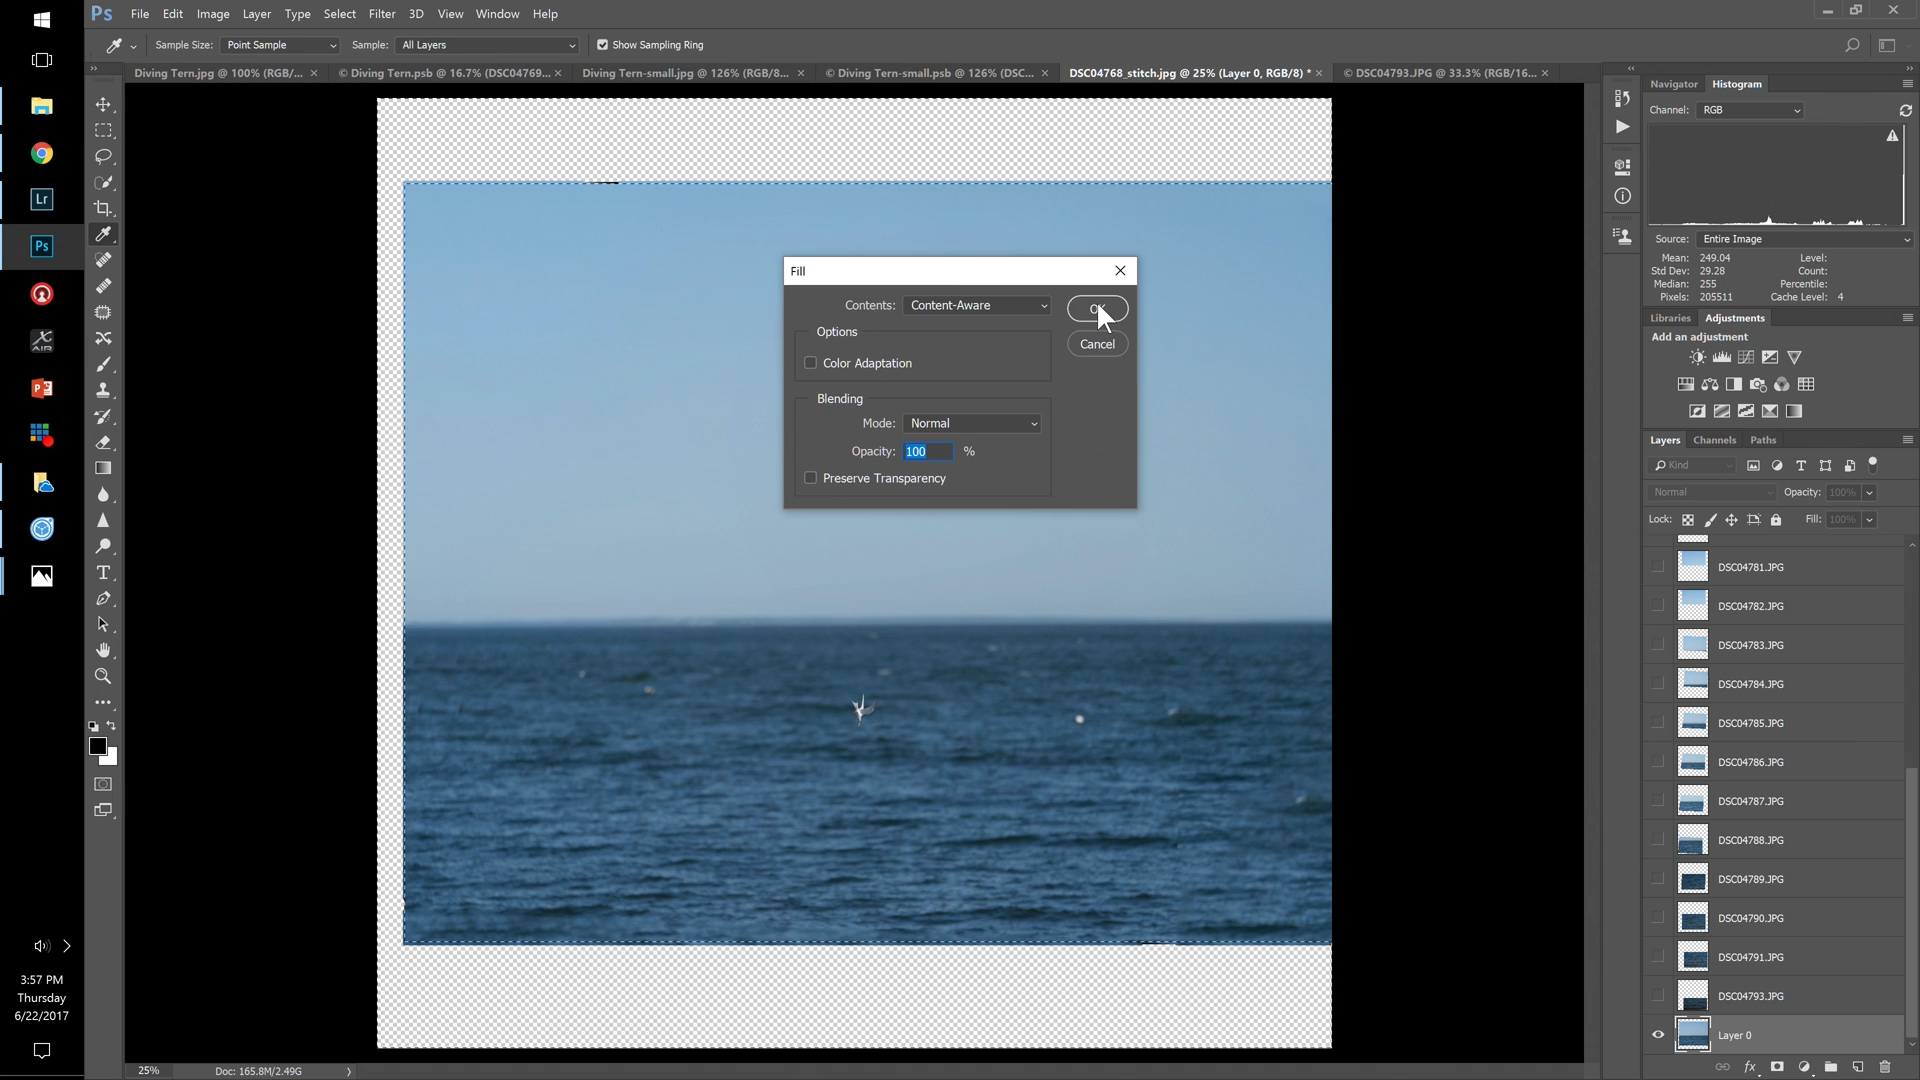 Ps File Edit Image Layer Type Select Filter 3D View Window Help
Sample Size: Point Sample Sample: All Layers Show Sampling Ring
Diving Tern.jpg @ 100% (RGB/... × © Diving Tern.psb @ 16.7% (DSC04769... × Diving Tern-small.jpg @ 126% (RGB/8... × © Diving Tern-small.psb @ 126% (DSC... × DSC04768_stitch.jpg @ 25% (Layer 0, RGB/8) * × © DSC04793.JPG @ 33.3% (RGB/16... ×
Navigator Histogram
Channel: RGB
Source: Entire Image
Mean: 249.04 Level:
Std Dev: 29.28 Count:
Median: 255 Percentile:
Pixels: 205511 Cache Level: 4
Libraries Adjustments
Add an adjustment
Layers Channels Paths
Kind
Normal Opacity: 100%
Lock: Fill: 100%
DSC04781.JPG
DSC04782.JPG
DSC04783.JPG
DSC04784.JPG
DSC04785.JPG
DSC04786.JPG
DSC04787.JPG
DSC04788.JPG
DSC04789.JPG
DSC04790.JPG
DSC04791.JPG
DSC04793.JPG
Layer 0
fx
Fill
Contents: Content-Aware
Options
Color Adaptation
Blending
Mode: Normal
Opacity: 100 %
Preserve Transparency
Cancel
Lr
Ps
AIR
3:57 PM
Thursday
6/22/2017
25% Doc: 165.8M/2.49G